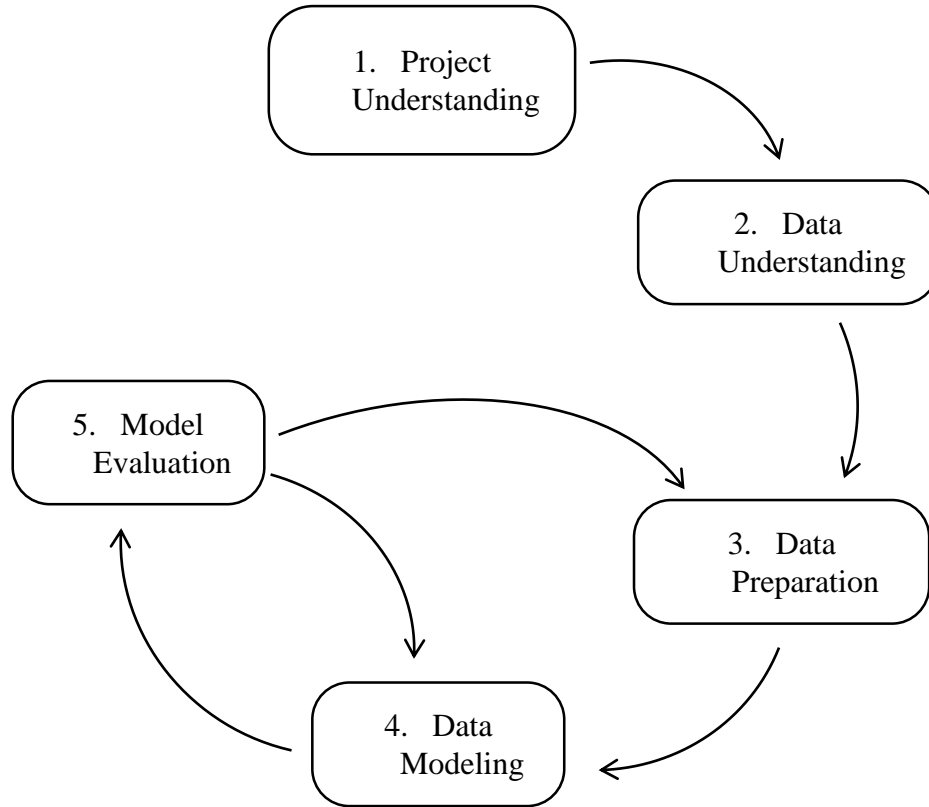 1. Project
Understanding
2. Data
Understanding
3. Data
Preparation
4. Data
Modeling
5. Model
Evaluation